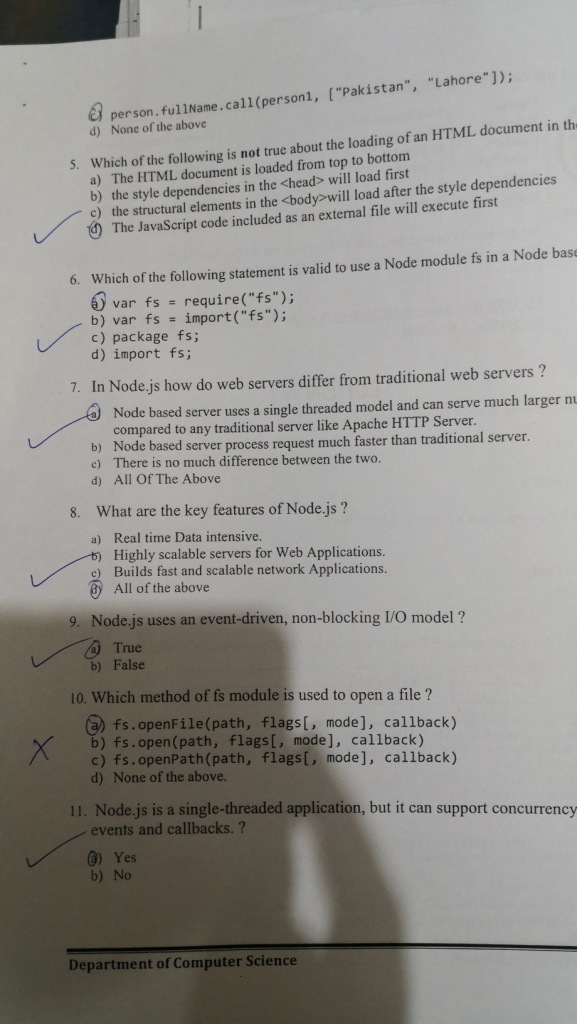 c) person.fullName.call(person1, ["Pakistan", "Lahore"]);
d) None of the above
5. Which of the following is not true about the loading of an HTML document in the
a) The HTML document is loaded from top to bottom
b) the style dependencies in the <head> will load first
c) the structural elements in the <body>will load after the style dependencies
d) The JavaScript code included as an external file will execute first
6. Which of the following statement is valid to use a Node module fs in a Node base
a) var fs = require("fs");
b) var fs = import("fs");
c) package fs;
d) import fs;
7. In Node.js how do web servers differ from traditional web servers ?
a) Node based server uses a single threaded model and can serve much larger nu
compared to any traditional server like Apache HTTP Server.
b) Node based server process request much faster than traditional server.
c) There is no much difference between the two.
d) All Of The Above
8. What are the key features of Node.js ?
a) Real time Data intensive.
b) Highly scalable servers for Web Applications.
c) Builds fast and scalable network Applications.
d) All of the above
9. Node.js uses an event-driven, non-blocking I/O model ?
a) True
b) False
10. Which method of fs module is used to open a file ?
a) fs.openFile(path, flags[, mode], callback)
b) fs.open(path, flags[, mode], callback)
c) fs.openPath(path, flags[, mode], callback)
d) None of the above.
11. Node.js is a single-threaded application, but it can support concurrency
events and callbacks. ?
a) Yes
b) No
Department of Computer Science